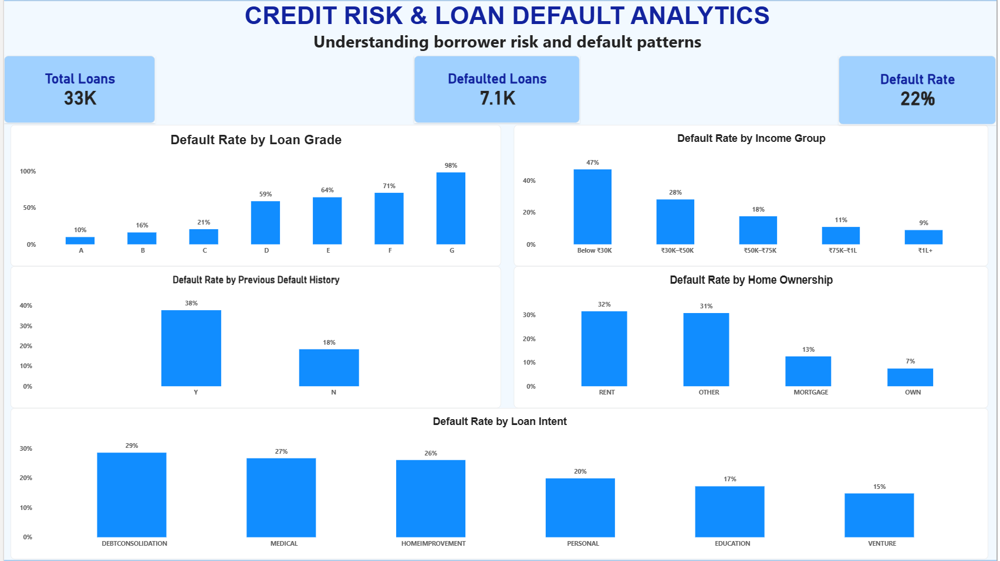 CREDIT RISK & LOAN DEFAULT ANALYTICS
Understanding borrower risk and default patterns
Total Loans
33K
Defaulted Loans
7.1K
Default Rate
22%
Default Rate by Loan Grade
100%
50%
0%
10%
16%
21%
59%
64%
71%
98%
A B C D E F G
Default Rate by Income Group
40%
20%
0%
47%
28%
18%
11%
9%
Below ₹30K ₹30K–₹50K ₹50K–₹75K ₹75K–₹1L ₹1L+
Default Rate by Previous Default History
40%
30%
20%
10%
0%
38%
18%
Y N
Default Rate by Home Ownership
30%
20%
10%
0%
32%
31%
13%
7%
RENT OTHER MORTGAGE OWN
Default Rate by Loan Intent
30%
20%
10%
0%
29%
27%
26%
20%
17%
15%
DEBTCONSOLIDATION MEDICAL HOMEIMPROVEMENT PERSONAL EDUCATION VENTURE